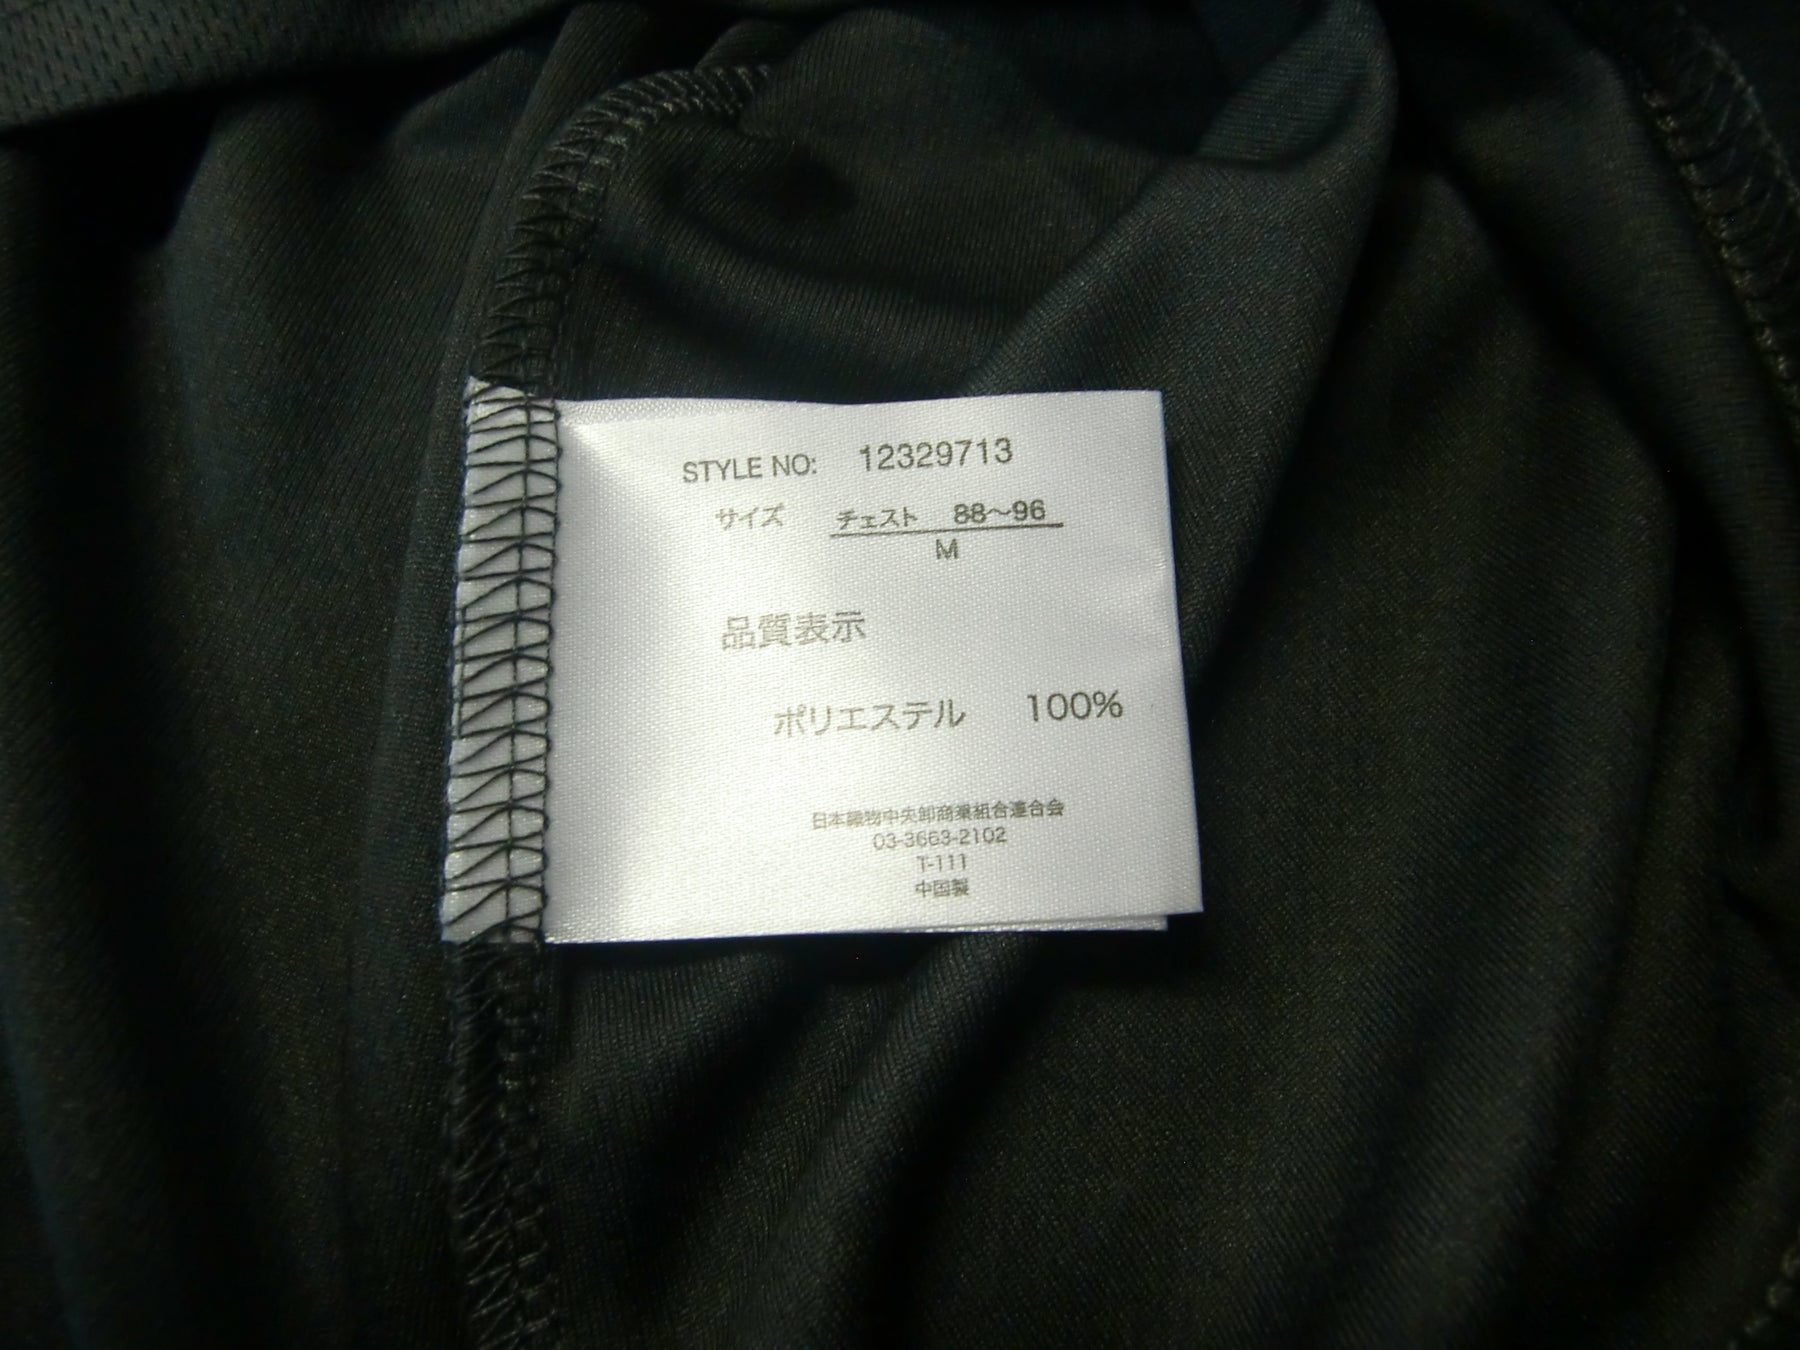 STYLE NO: 12329713
サイズ チェスト 88～96
M
品質表示
ポリエステル 100%
日本織物中央卸商業組合連合会
03-3663-2102
T-111
中国製